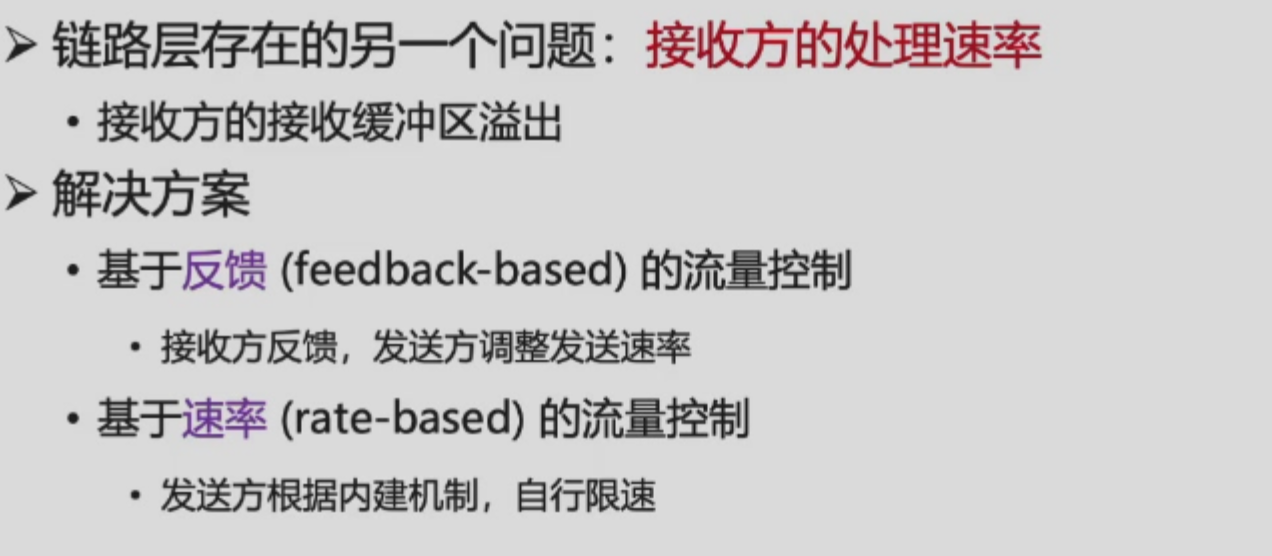 ➢ 链路层存在的另一个问题：接收方的处理速率
• 接收方的接收缓冲区溢出
➢ 解决方案
• 基于反馈 (feedback-based) 的流量控制
• 接收方反馈，发送方调整发送速率
• 基于速率 (rate-based) 的流量控制
• 发送方根据内建机制，自行限速